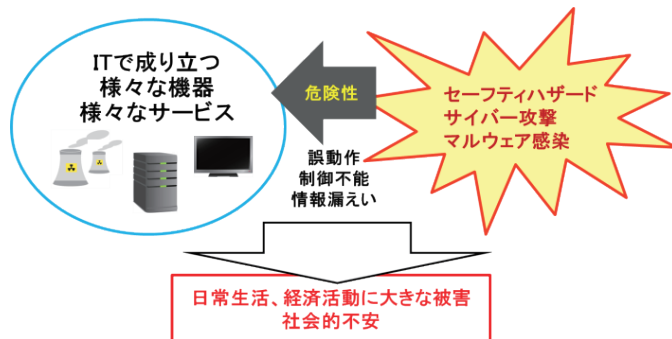 ITで成り立つ
様々な機器
様々なサービス
危険性
誤動作
制御不能
情報漏えい
セーフティハザード
サイバー攻撃
マルウェア感染
日常生活、経済活動に大きな被害
社会的不安